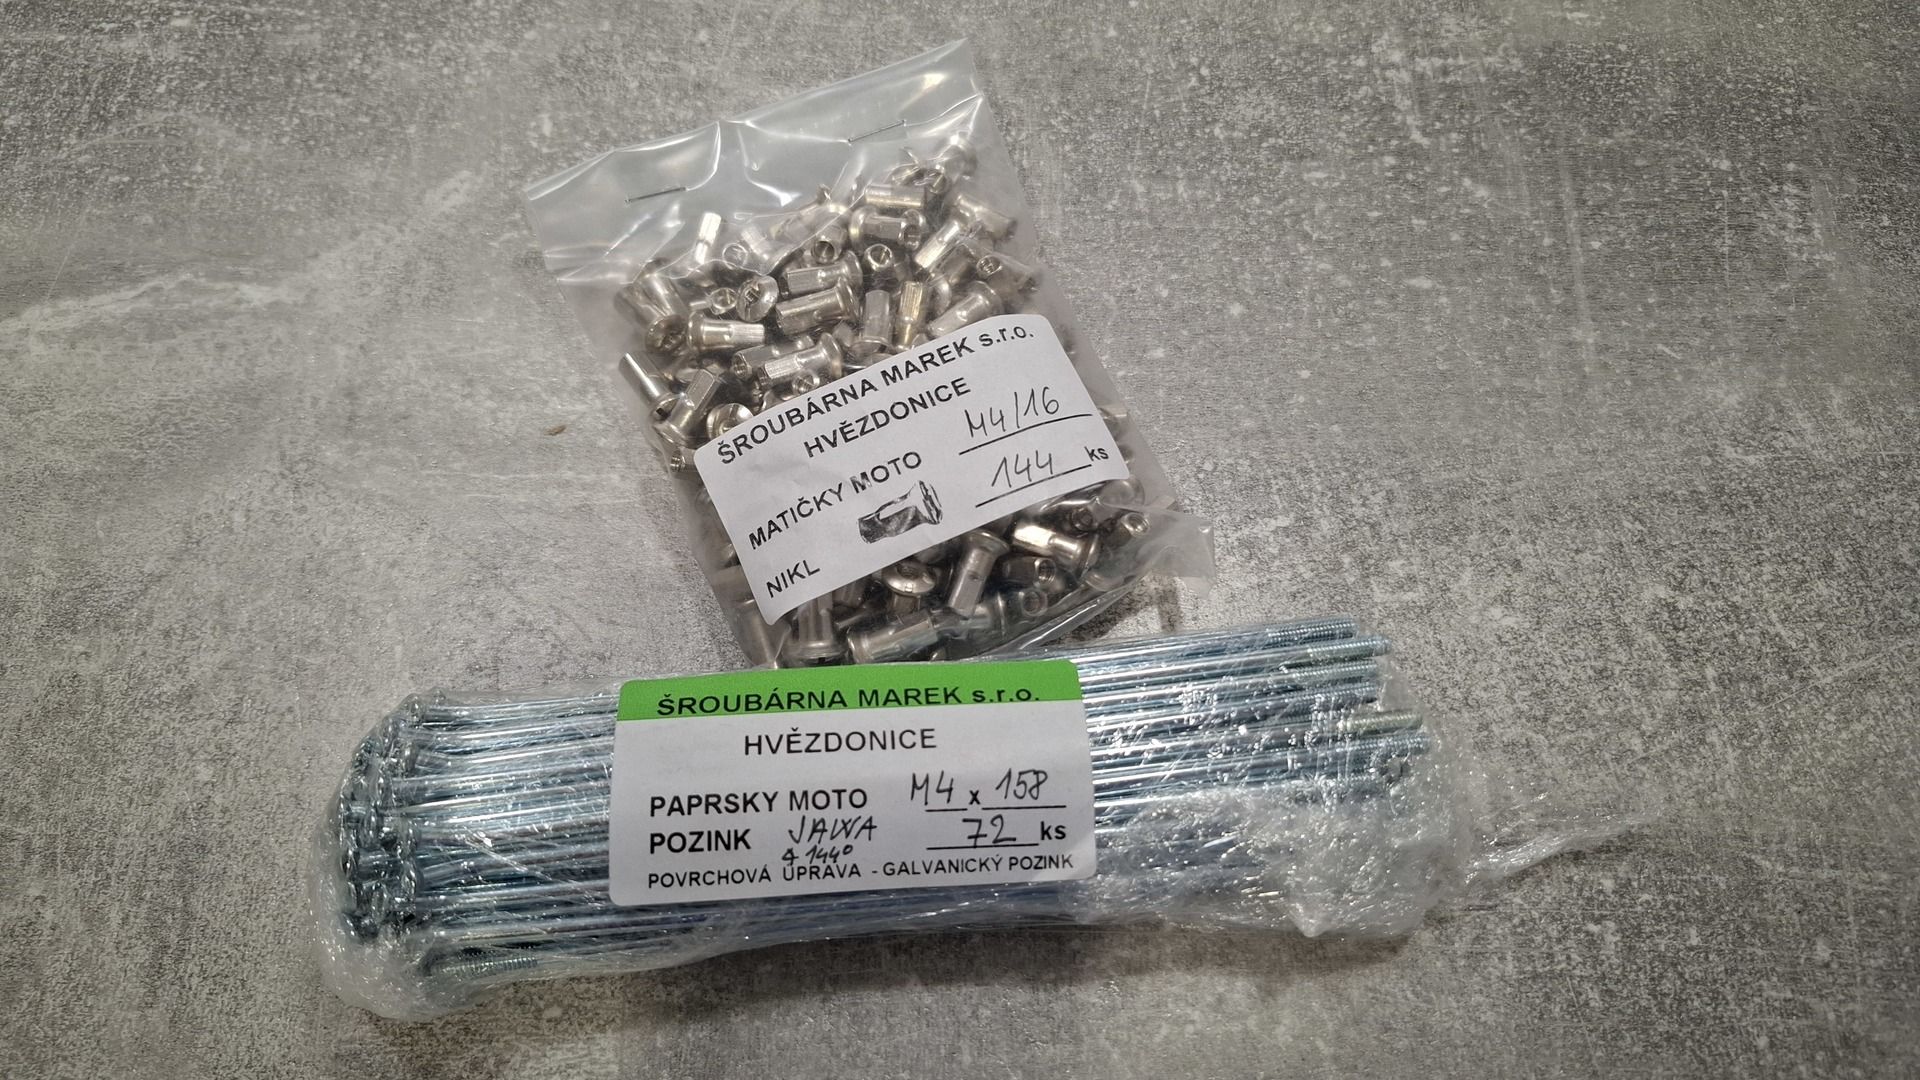 ŠROUBÁRNA MAREK s.r.o.
HVĚZDONICE
MATIČKY MOTO M4/16
144 ks
NIKL
ŠROUBÁRNA MAREK s.r.o.
HVĚZDONICE
PAPRSKY MOTO M4 x 158
POZINK JAWA 72 ks
144°
POVRCHOVÁ ÚPRAVA - GALVANICKÝ POZINK